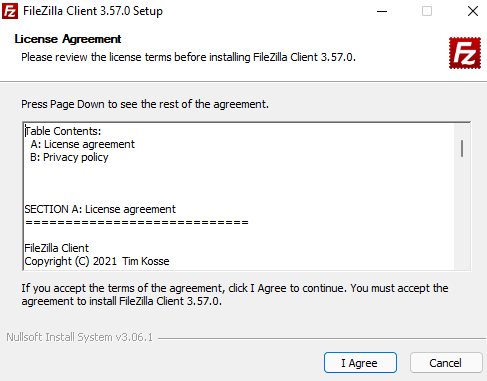 FileZilla Client 3.57.0 Setup
License Agreement
Please review the license terms before installing FileZilla Client 3.57.0.
Fz
Press Page Down to see the rest of the agreement.
Table Contents:
A: License agreement
B: Privacy policy
SECTION A: License agreement
============================
FileZilla Client
Copyright (C) 2021 Tim Kosse
If you accept the terms of the agreement, click I Agree to continue. You must accept the
agreement to install FileZilla Client 3.57.0.
Nullsoft Install System v3.06.1
I Agree
Cancel